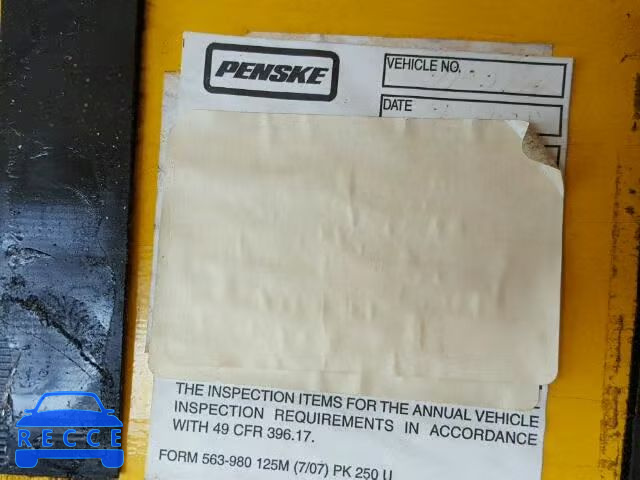 PENSKE
VEHICLE NO.
DATE
THE INSPECTION ITEMS FOR THE ANNUAL VEHICLE
INSPECTION REQUIREMENTS IN ACCORDANCE
WITH 49 CFR 396.17.
FORM 563-980 125M (7/07) PK 250 U
RECCE